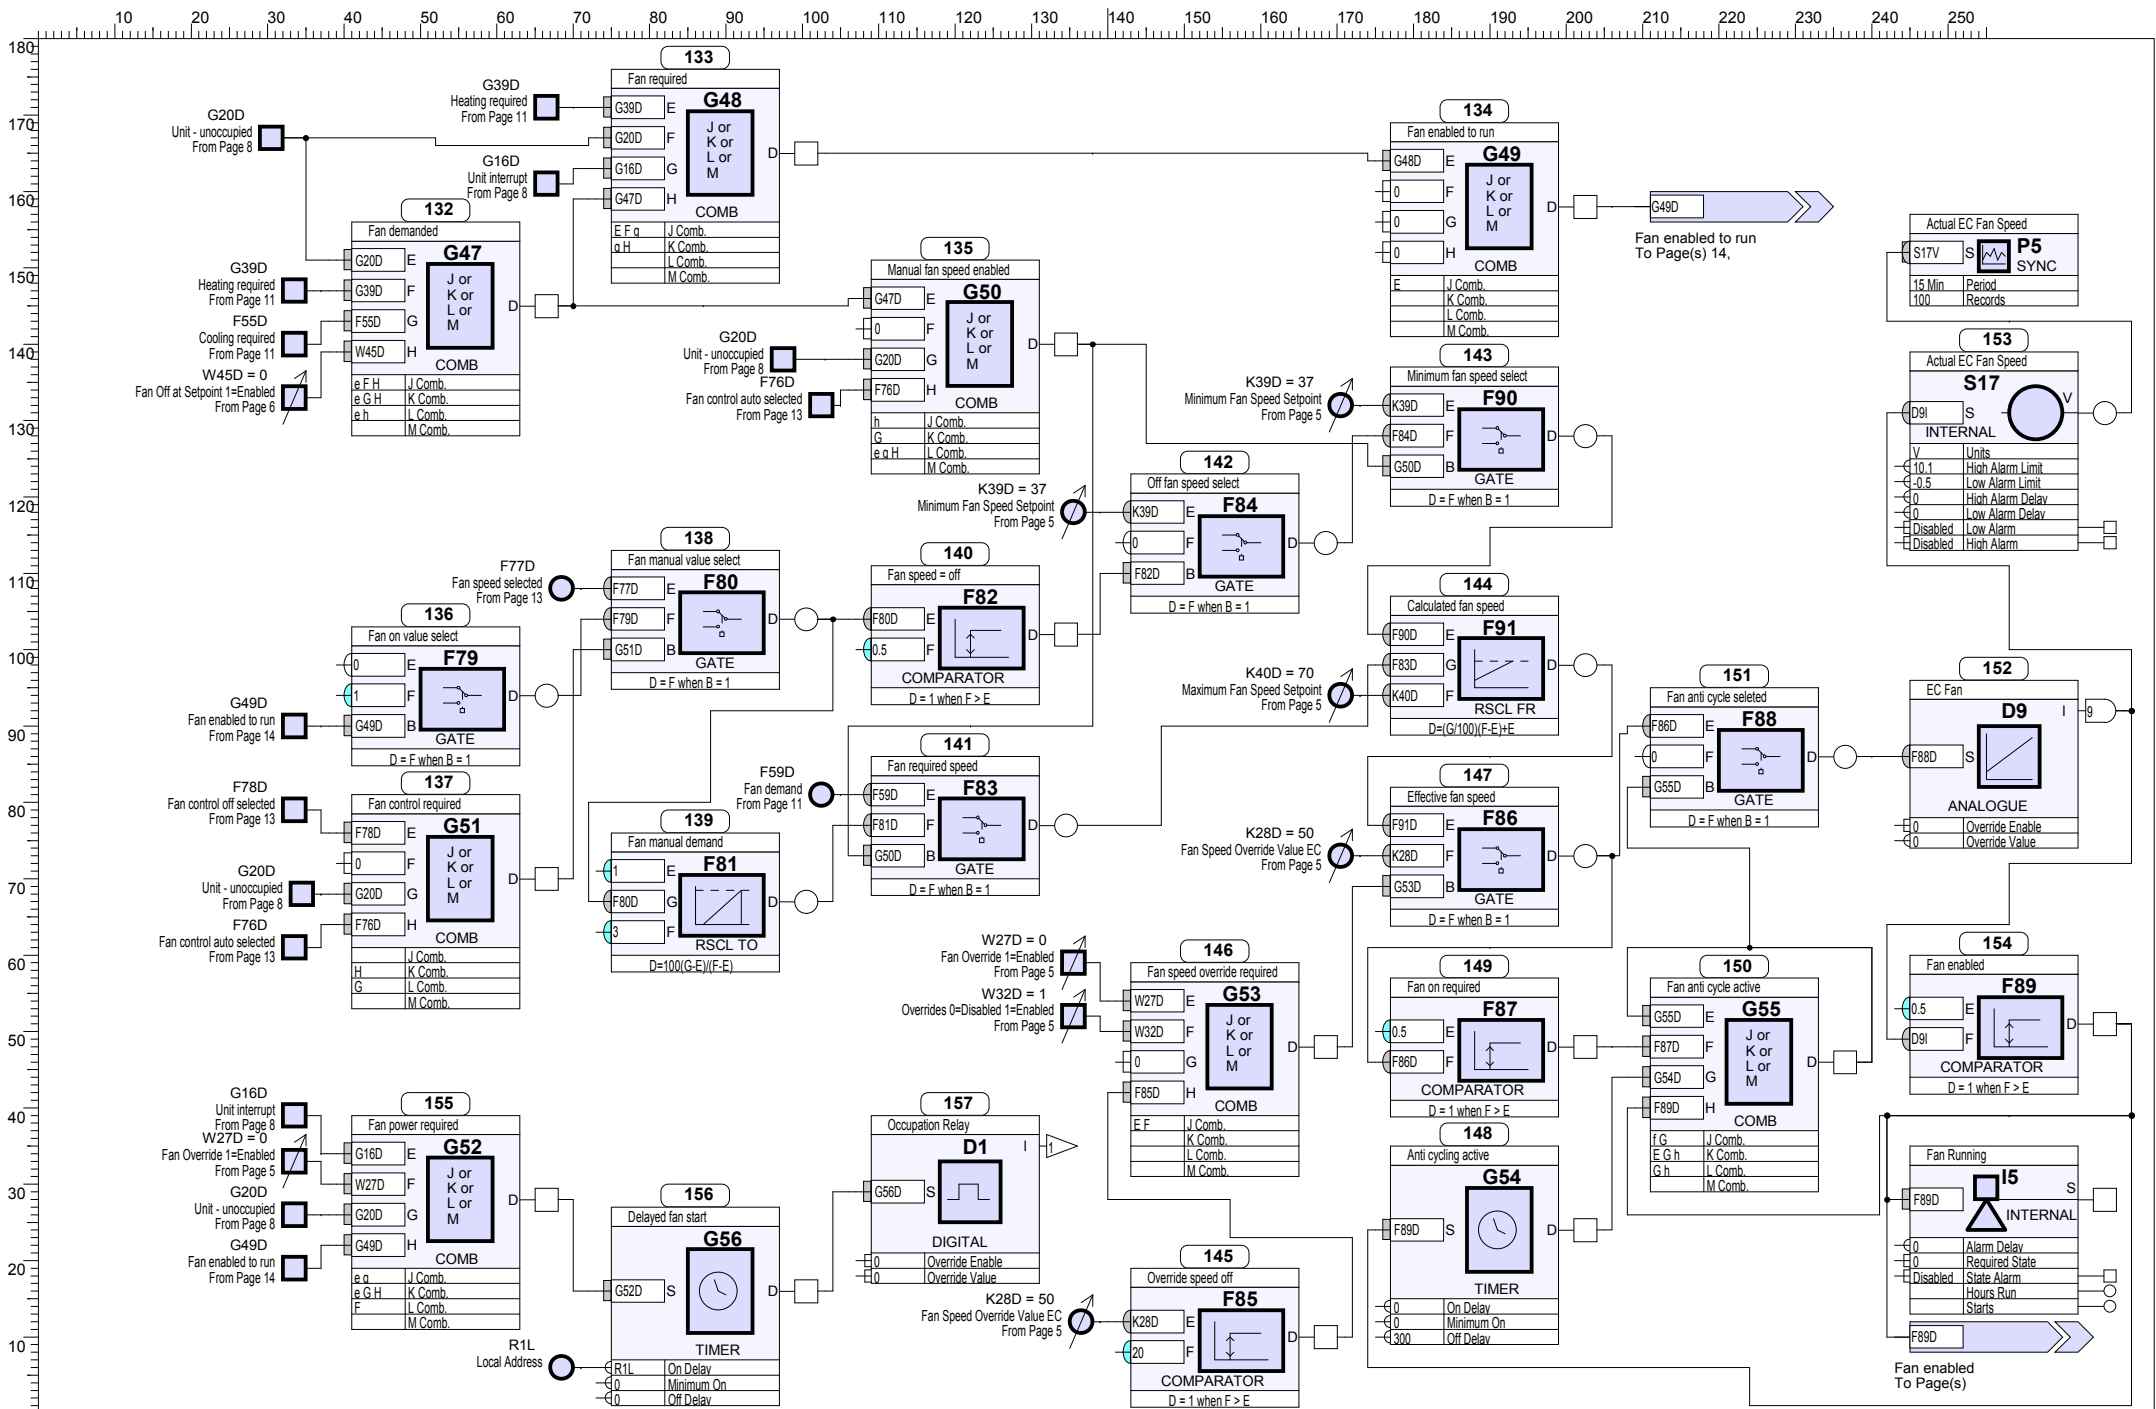 10 20 30 40 50 60 70 80 90 100 110 120 130 140 150 160 170 180 190 200 210 220 230 240 250
180
170
160
150
140
130
120
110
100
90
80
70
60
50
40
30
20
10
G20D
Unit - unoccupied
From Page 8
G39D
Heating required
From Page 11
G16D
Unit interrupt
From Page 8
133
Fan required
G48
G39D E
G20D F
G16D G
G47D H
J or
K or
L or
M
D
COMB
E F g J Comb.
g H K Comb.
L Comb.
M Comb.
G39D
Heating required
From Page 11
F55D
Cooling required
From Page 11
W45D = 0
Fan Off at Setpoint 1=Enabled
From Page 6
132
Fan demanded
G47
G20D E
G39D F
F55D G
W45D H
J or
K or
L or
M
D
COMB
e F H J Comb.
e G H K Comb.
e h L Comb.
M Comb.
G20D
Unit - unoccupied
From Page 8
F76D
Fan control auto selected
From Page 13
135
Manual fan speed enabled
G50
G47D E
0 F
G20D G
F76D H
J or
K or
L or
M
D
COMB
h J Comb.
G K Comb.
e g H L Comb.
M Comb.
134
Fan enabled to run
G49
G48D E
0 F
0 G
0 H
J or
K or
L or
M
D
COMB
E J Comb.
K Comb.
L Comb.
M Comb.
G49D
Fan enabled to run
To Page(s) 14,
Actual EC Fan Speed
P5
S17V S
SYNC
15 Min Period
100 Records
153
Actual EC Fan Speed
S17
D9I S
V
INTERNAL
V Units
10.1 High Alarm Limit
-0.5 Low Alarm Limit
0 High Alarm Delay
0 Low Alarm Delay
Disabled Low Alarm
Disabled High Alarm
K39D = 37
Minimum Fan Speed Setpoint
From Page 5
143
Minimum fan speed select
F90
K39D E
F84D F
G50D B
D
GATE
D = F when B = 1
K39D = 37
Minimum Fan Speed Setpoint
From Page 5
142
Off fan speed select
F84
K39D E
0 F
F82D B
D
GATE
D = F when B = 1
F77D
Fan speed selected
From Page 13
138
Fan manual value select
F80
F77D E
F79D F
G51D B
D
GATE
D = F when B = 1
140
Fan speed = off
F82
F80D E
0.5 F
D
COMPARATOR
D = 1 when F > E
G49D
Fan enabled to run
From Page 14
136
Fan on value select
F79
0 E
1 F
G49D B
D
GATE
D = F when B = 1
K40D = 70
Maximum Fan Speed Setpoint
From Page 5
144
Calculated fan speed
F91
F90D E
F83D G
K40D F
D
RSCL FR
D=(G/100)(F-E)+E
151
Fan anti cycle seleted
F88
F86D E
0 F
G55D B
D
GATE
D = F when B = 1
152
EC Fan
D9
I 9
F88D S
ANALOGUE
0 Override Enable
0 Override Value
F78D
Fan control off selected
From Page 13
G20D
Unit - unoccupied
From Page 8
F76D
Fan control auto selected
From Page 13
137
Fan control required
G51
F78D E
0 F
G20D G
F76D H
J or
K or
L or
M
D
COMB
J Comb.
H K Comb.
G L Comb.
M Comb.
139
Fan manual demand
F81
1 E
F80D G
3 F
D
RSCL TO
D=100(G-E)/(F-E)
F59D
Fan demand
From Page 11
141
Fan required speed
F83
F59D E
F81D F
G50D B
D
GATE
D = F when B = 1
K28D = 50
Fan Speed Override Value EC
From Page 5
147
Effective fan speed
F86
F91D E
K28D F
G53D B
D
GATE
D = F when B = 1
W27D = 0
Fan Override 1=Enabled
From Page 5
W32D = 1
Overrides 0=Disabled 1=Enabled
From Page 5
146
Fan speed override required
G53
W27D E
W32D F
0 G
F85D H
J or
K or
L or
M
D
COMB
E F J Comb.
K Comb.
L Comb.
M Comb.
149
Fan on required
F87
0.5 E
F86D F
D
COMPARATOR
D = 1 when F > E
150
Fan anti cycle active
G55
G55D E
F87D F
G54D G
F89D H
J or
K or
L or
M
D
COMB
f G J Comb.
E G h K Comb.
G h L Comb.
M Comb.
154
Fan enabled
F89
0.5 E
D9I F
D
COMPARATOR
D = 1 when F > E
G16D
Unit interrupt
From Page 8
W27D = 0
Fan Override 1=Enabled
From Page 5
G20D
Unit - unoccupied
From Page 8
G49D
Fan enabled to run
From Page 14
155
Fan power required
G52
G16D E
W27D F
G20D G
G49D H
J or
K or
L or
M
D
COMB
e g J Comb.
e G H K Comb.
F L Comb.
M Comb.
R1L
Local Address
156
Delayed fan start
G56
G52D S
D
TIMER
R1L On Delay
0 Minimum On
0 Off Delay
157
Occupation Relay
D1
I 1
G56D S
DIGITAL
0 Override Enable
0 Override Value
K28D = 50
Fan Speed Override Value EC
From Page 5
145
Override speed off
F85
K28D E
20 F
D
COMPARATOR
D = 1 when F > E
148
Anti cycling active
G54
F89D S
D
TIMER
0 On Delay
0 Minimum On
300 Off Delay
Fan Running
I5
F89D
S
INTERNAL
0 Alarm Delay
0 Required State
Disabled State Alarm
Hours Run
Starts
F89D
Fan enabled
To Page(s)